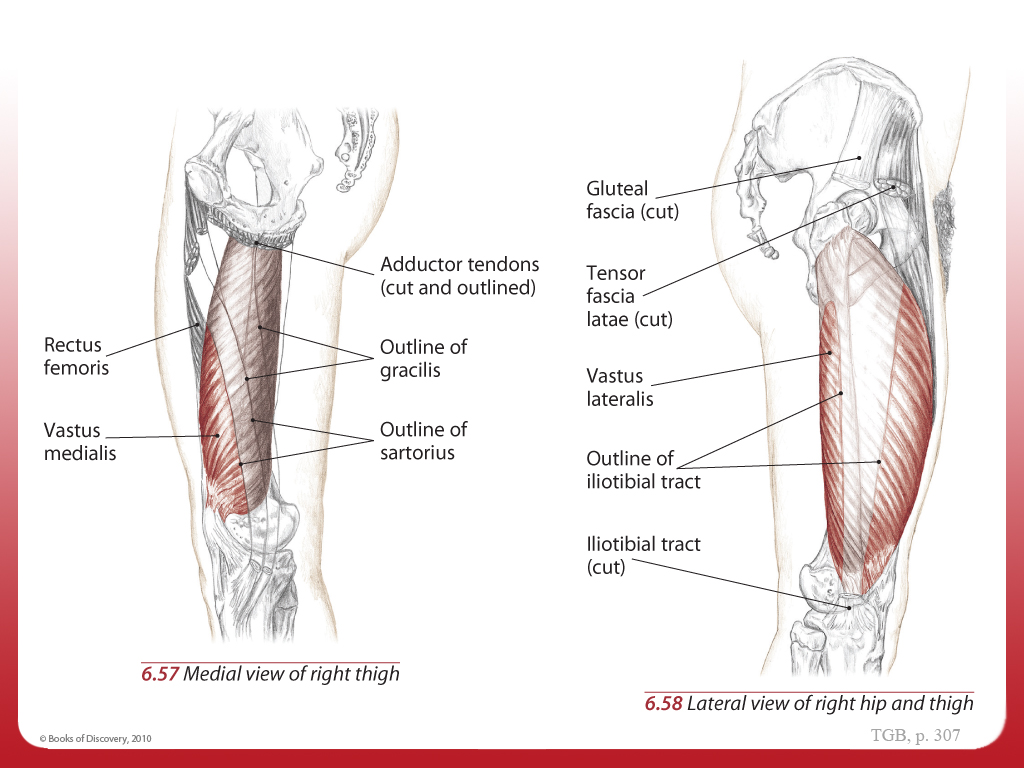 Adductor tendons
(cut and outlined)
Rectus
femoris
Outline of
gracilis
Vastus
medialis
Outline of
sartorius
6.57 Medial view of right thigh
Gluteal
fascia (cut)
Tensor
fascia
latae (cut)
Vastus
lateralis
Outline of
iliotibial tract
Iliotibial tract
(cut)
6.58 Lateral view of right hip and thigh
© Books of Discovery, 2010
TGB, p. 307